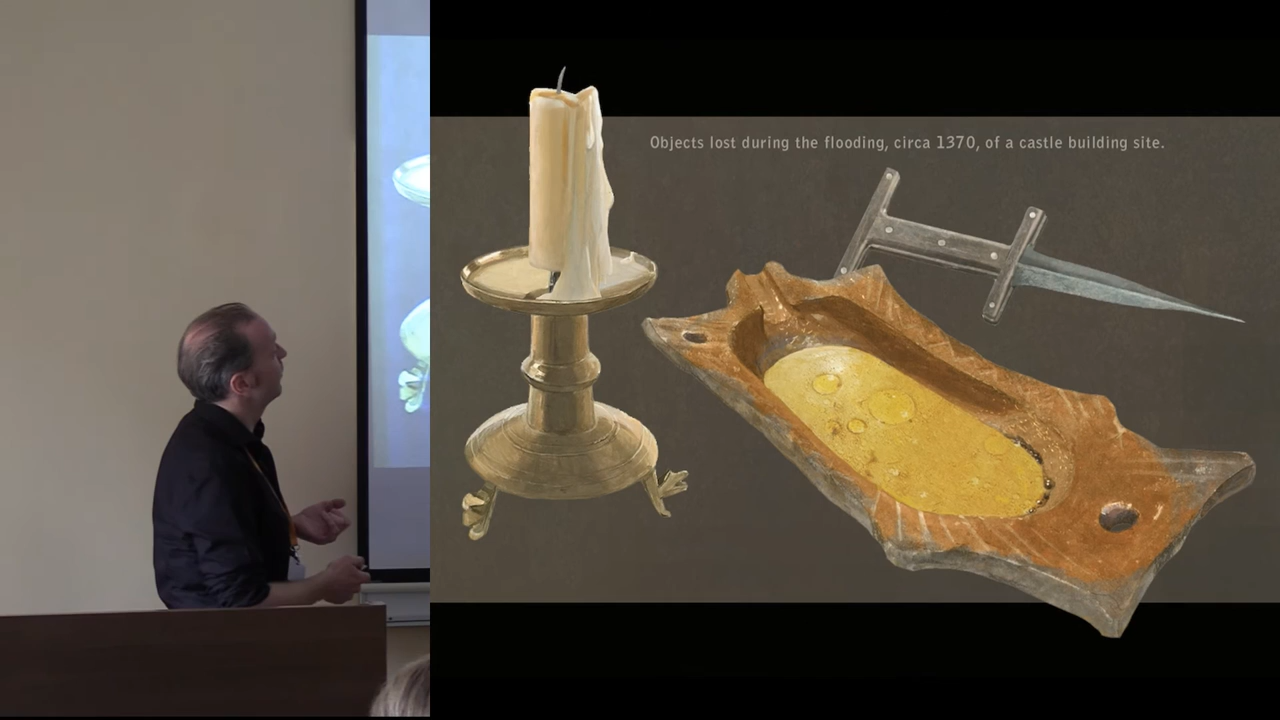 Objects lost during the flooding, circa 1370, of a castle building site.